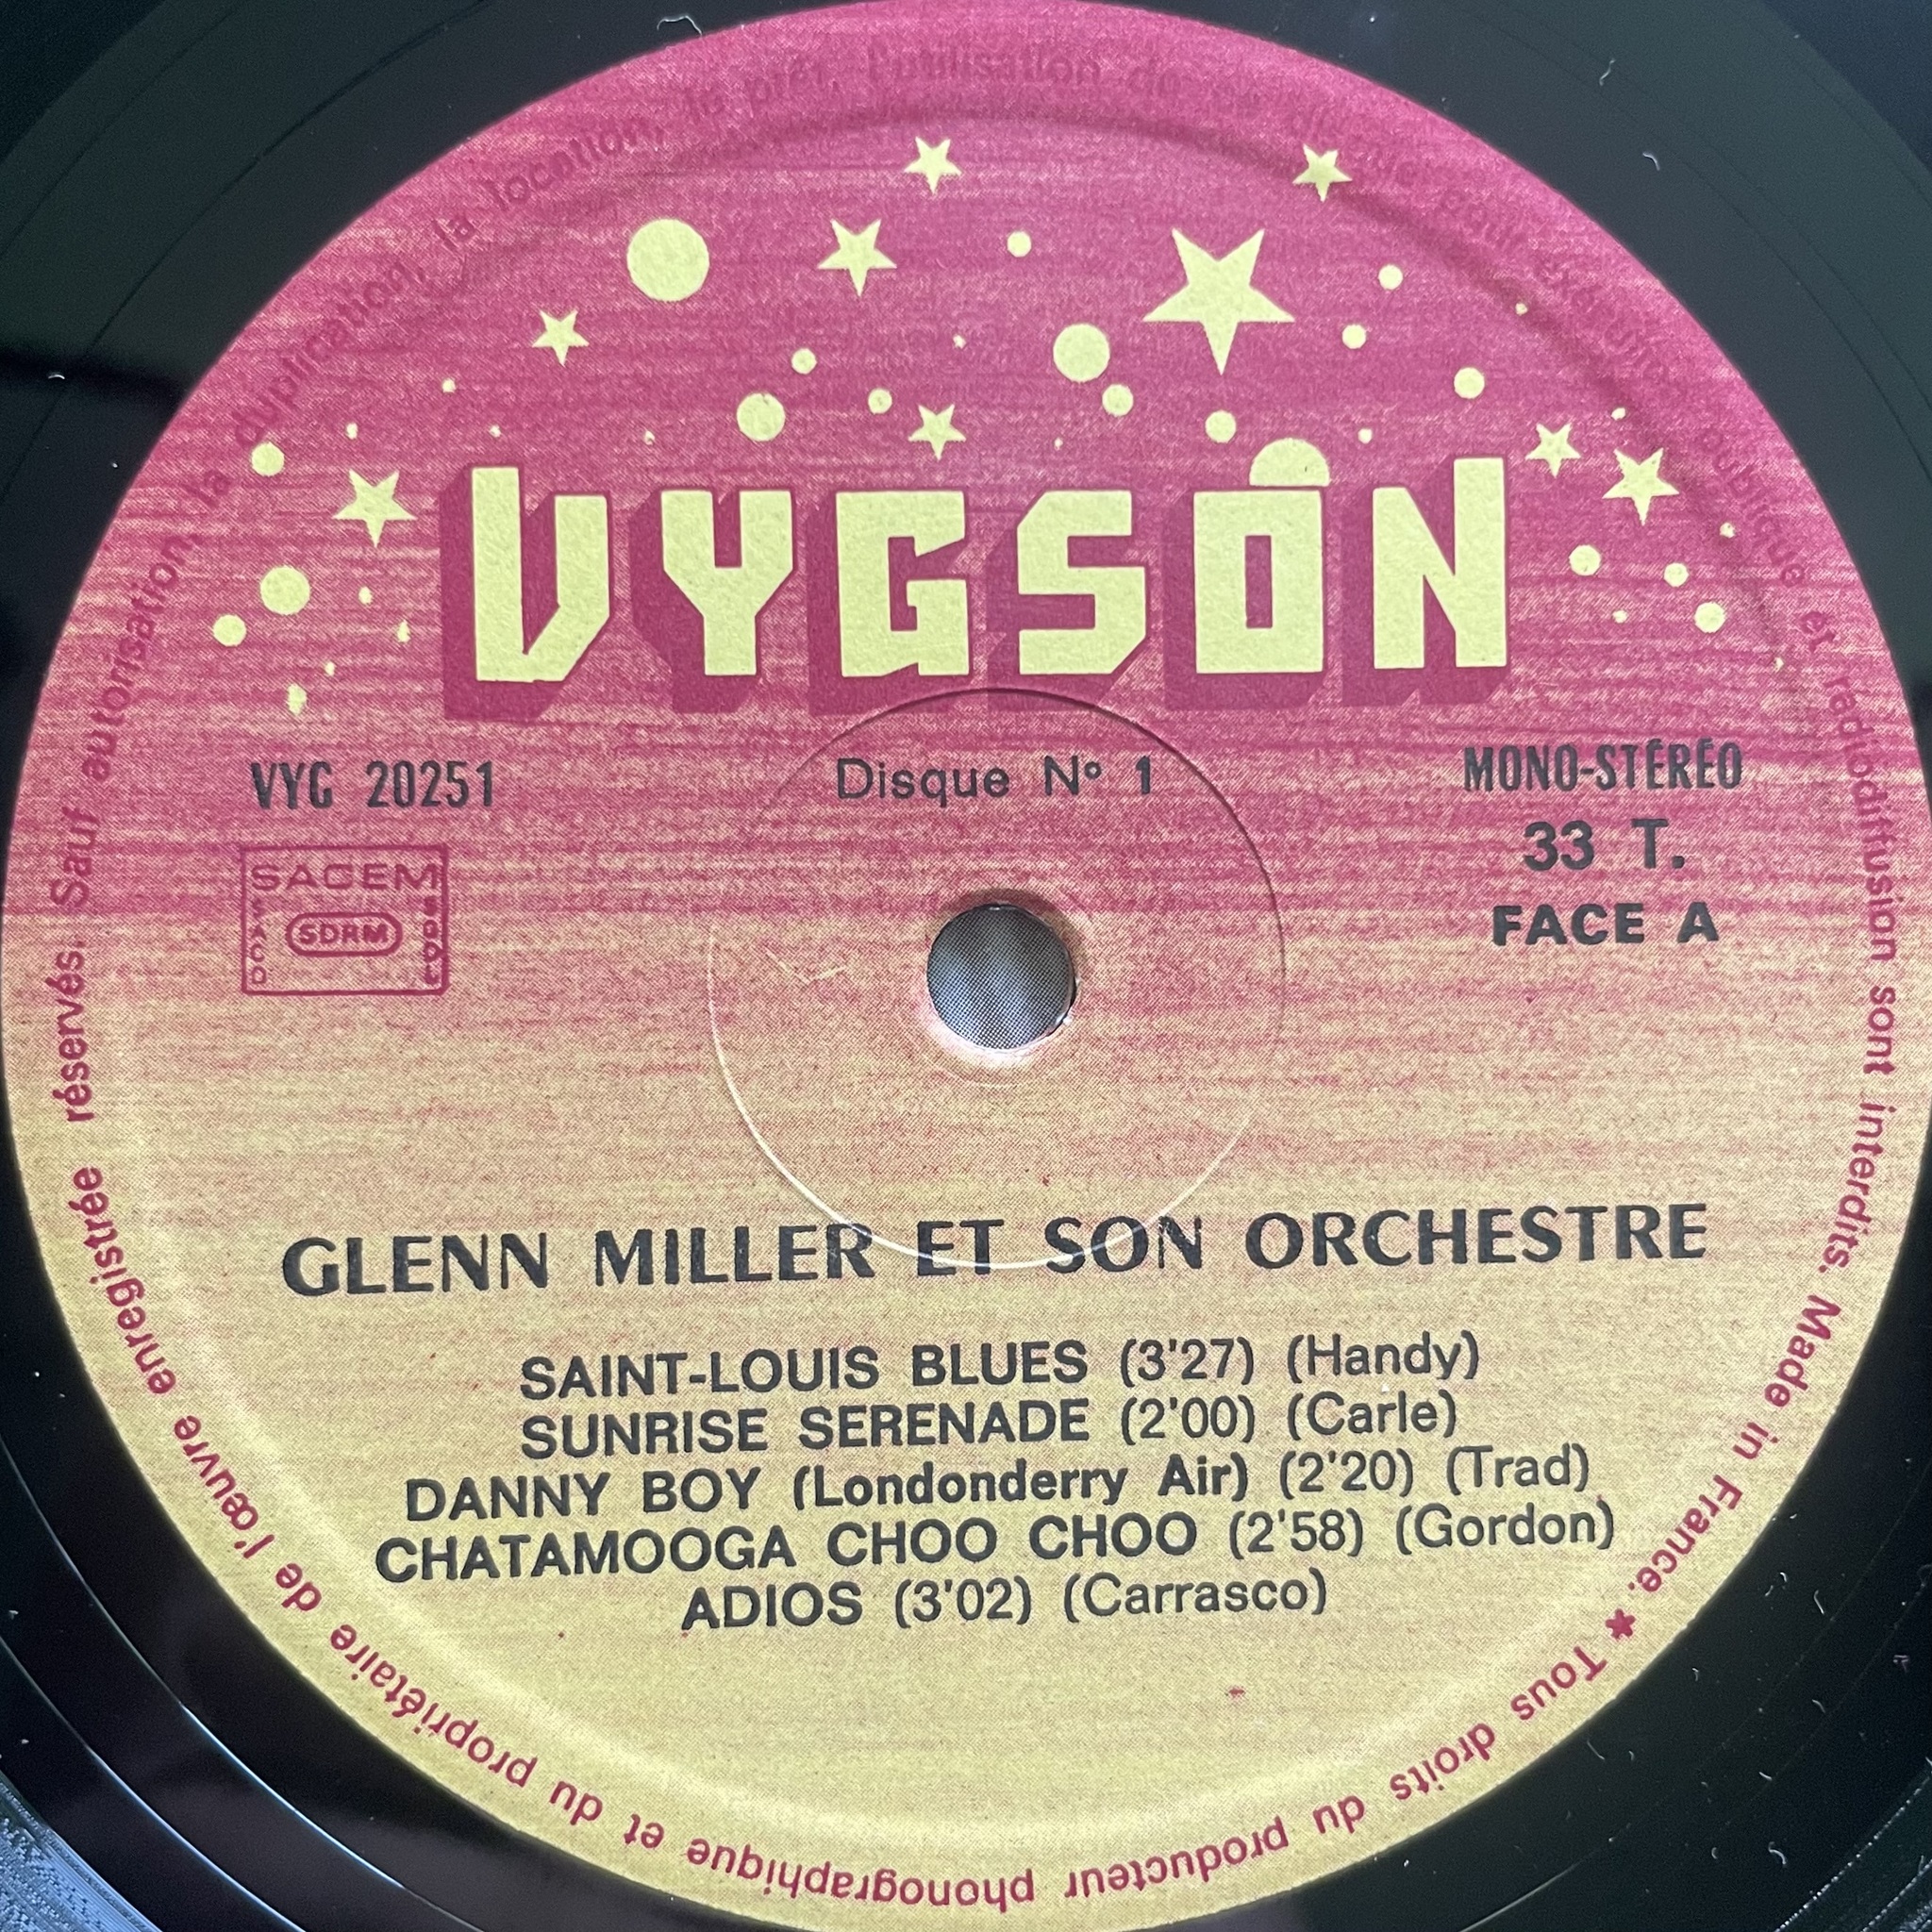 VYGSON
VYG 20251
Disque Nº 1
MONO-STÉRÉO
33 T.
FACE A
SACEM
SACD
SDRM
SGDL
GLENN MILLER ET SON ORCHESTRE
SAINT-LOUIS BLUES (3'27) (Handy)
SUNRISE SERENADE (2'00) (Carle)
DANNY BOY (Londonderry Air) (2'20) (Trad)
CHATAMOOGA CHOO CHOO (2'58) (Gordon)
ADIOS (3'02) (Carrasco)
★ Tous droits du producteur phonographique et du propriétaire de l'œuvre enregistrée réservés. Sauf autorisation, la duplication, la location, le prêt, l'utilisation de ce disque pour exécution publique et radiodiffusion sont interdits. Made in France.